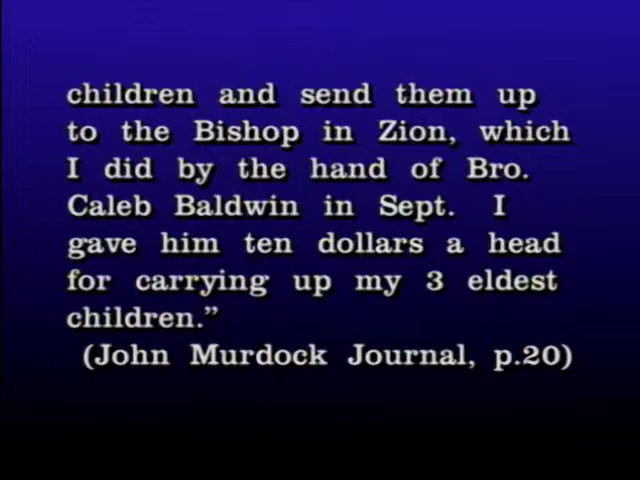 children and send them up
to the Bishop in Zion, which
I did by the hand of Bro.
Caleb Baldwin in Sept. I
gave him ten dollars a head
for carrying up my 3 eldest
children.”
(John Murdock Journal, p.20)